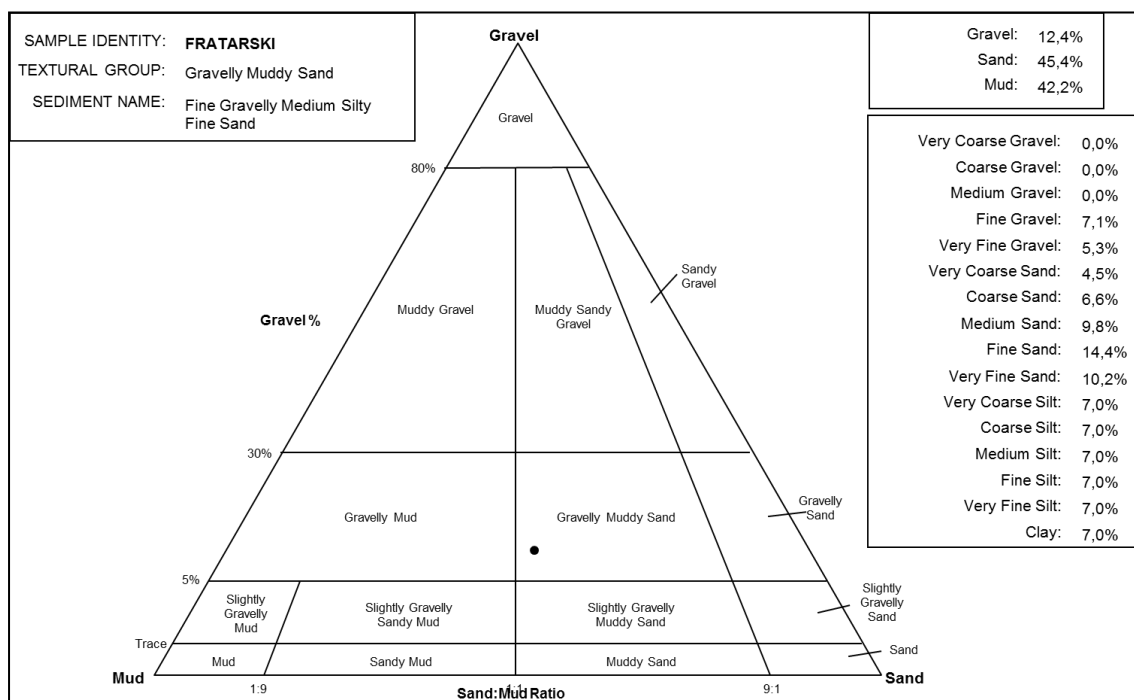 SAMPLE IDENTITY: FRATARSKI
TEXTURAL GROUP: Gravelly Muddy Sand
SEDIMENT NAME: Fine Gravelly Medium Silty
Fine Sand
Gravel: 12,4%
Sand: 45,4%
Mud: 42,2%
Very Coarse Gravel: 0,0%
Coarse Gravel: 0,0%
Medium Gravel: 0,0%
Fine Gravel: 7,1%
Very Fine Gravel: 5,3%
Very Coarse Sand: 4,5%
Coarse Sand: 6,6%
Medium Sand: 9,8%
Fine Sand: 14,4%
Very Fine Sand: 10,2%
Very Coarse Silt: 7,0%
Coarse Silt: 7,0%
Medium Silt: 7,0%
Fine Silt: 7,0%
Very Fine Silt: 7,0%
Clay: 7,0%
Gravel
Gravel
80%
Sandy
Gravel
Muddy Gravel
Muddy Sandy
Gravel
Gravel %
30%
Gravelly Mud
Gravelly Muddy Sand
Gravelly
Sand
5%
Slightly
Gravelly
Mud
Slightly Gravelly
Sandy Mud
Slightly Gravelly
Muddy Sand
Slightly
Gravelly
Sand
Trace
Mud
Sandy Mud
Muddy Sand
Sand
Mud
Sand
1:9
1:1
9:1
Sand:Mud Ratio